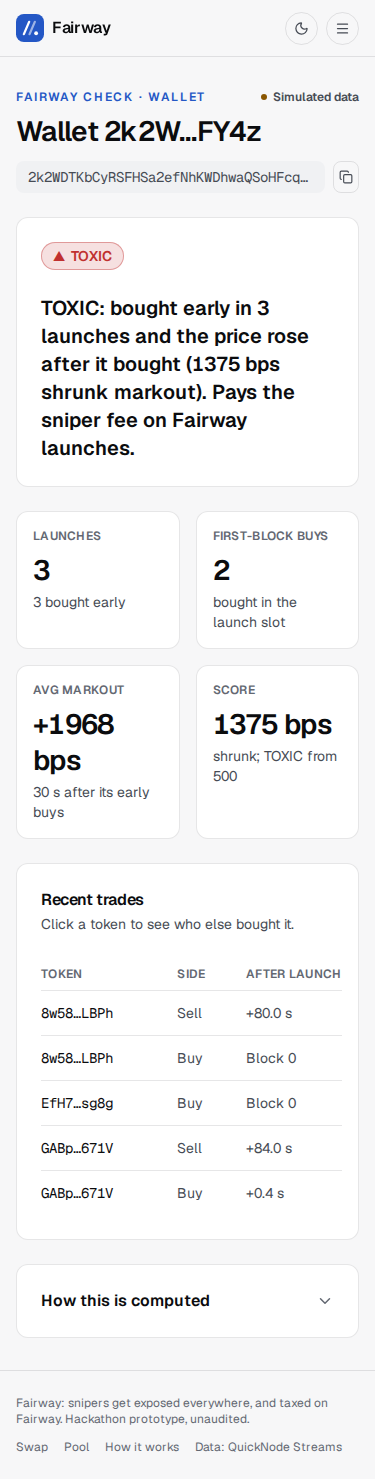 Fairway
FAIRWAY CHECK · WALLET
Simulated data
Wallet 2k2W...FY4z
2k2WDTKbCyRSFHSa2efNhKWDhwaQSoHFcq...
TOXIC
TOXIC: bought early in 3
launches and the price rose
after it bought (1375 bps
shrunk markout). Pays the
sniper fee on Fairway
launches.
LAUNCHES
3
3 bought early
FIRST-BLOCK BUYS
2
bought in the
launch slot
AVG MARKOUT
+1968
bps
30 s after its early
buys
SCORE
1375 bps
shrunk; TOXIC from
500
Recent trades
Click a token to see who else bought it.
TOKEN SIDE AFTER LAUNCH
8w58...LBPh Sell +80.0 s
8w58...LBPh Buy Block 0
EfH7...sg8g Buy Block 0
GABp...671V Sell +84.0 s
GABp...671V Buy +0.4 s
How this is computed
Fairway: snipers get exposed everywhere, and taxed on
Fairway. Hackathon prototype, unaudited.
Swap Pool How it works Data: QuickNode Streams